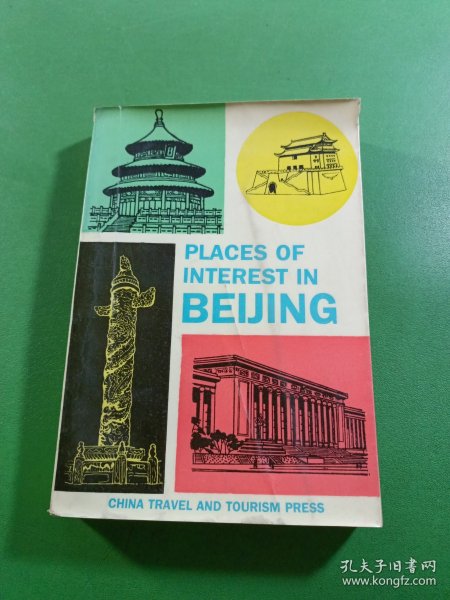 PLACES OF
INTEREST IN
BEIJING
CHINA TRAVEL AND TOURISM PRESS
孔夫子旧书网
www.kongfz.com